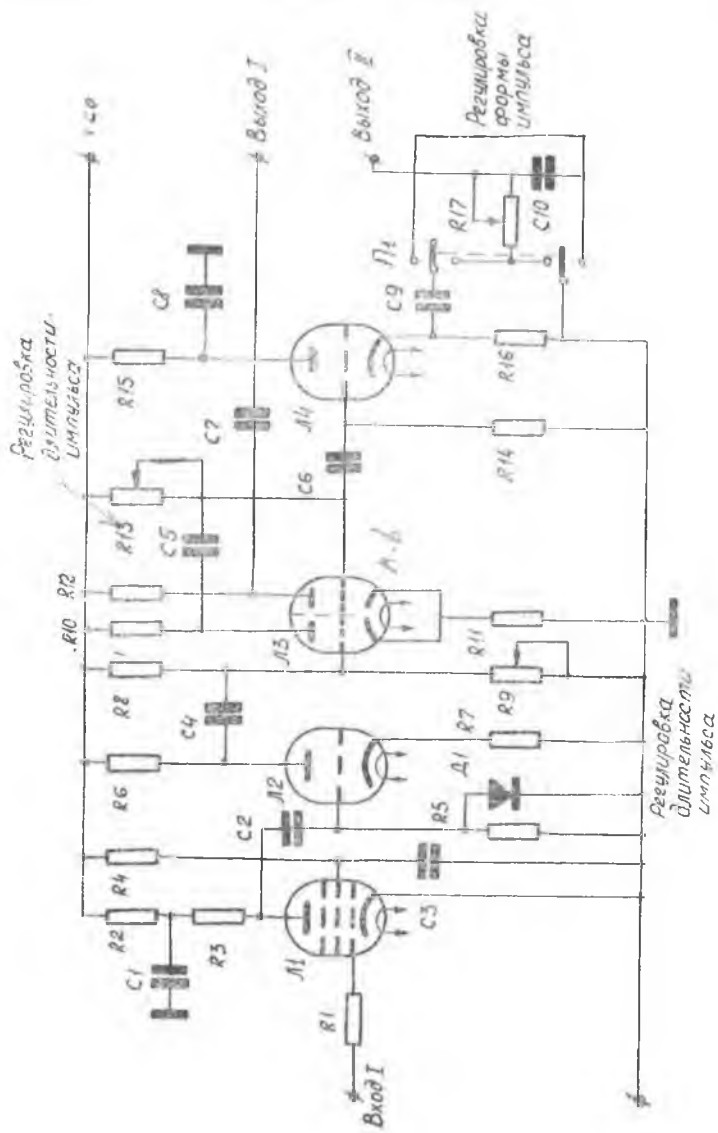 Регулировка
длительности
импульса
R13
R15
C8
Выход I
R10
R12
C5
C7
Выход II
Регулировка
формы
импульса
R8
C4
R6
Л3
C6
Л4
C9
П1
R17
C10
R4
C2
Л2
R2
R3
C1
Л1
R1
Вход I
C3
R5
Д1
R7
R9
R11
R14
R16
Регулировка
длительности
импульса